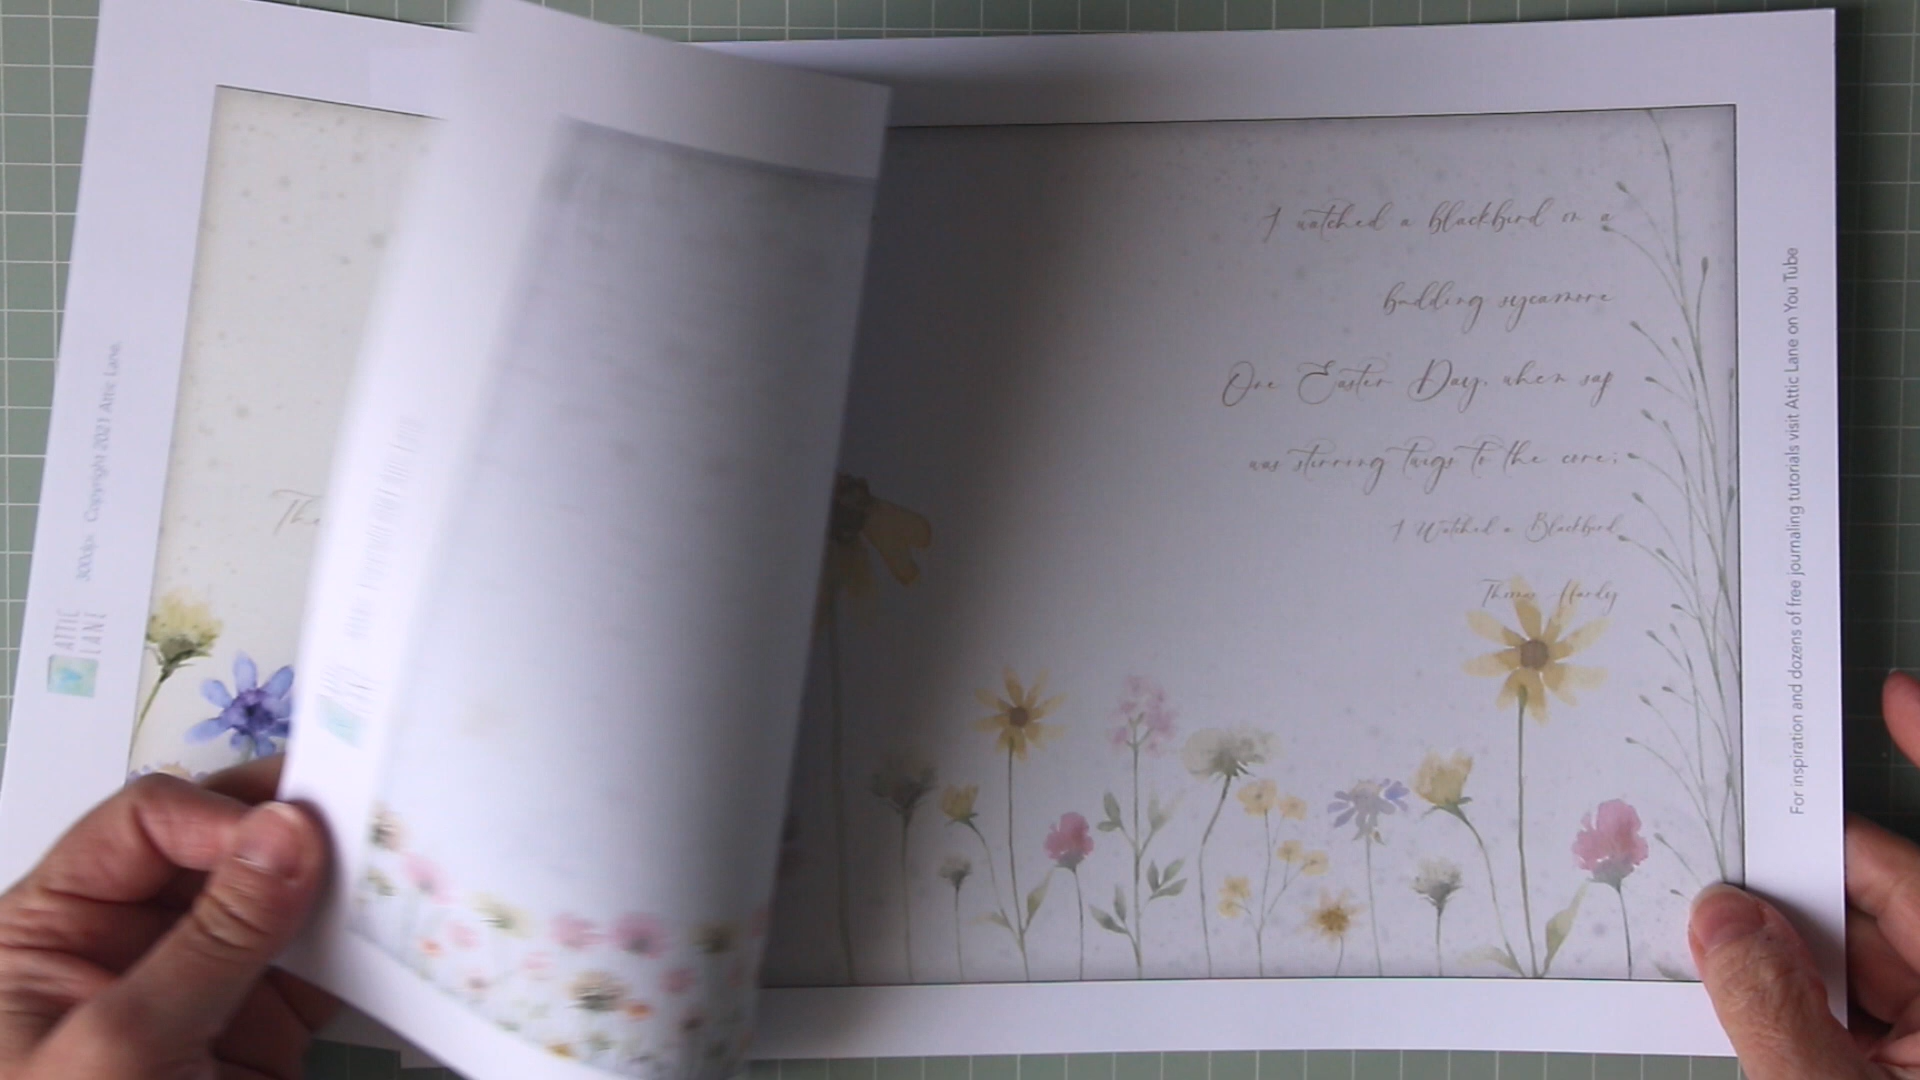 I watched a blackbird on a
budding sycamore
One Easter Day, when sap
was stirring twigs to the core;
I Watched a Blackbird
Thomas Hardy
For inspiration and dozens of free journaling tutorials visit Attic Lane on You Tube
ATTIC
LANE
300dpi Copyright 2021 Attic Lane.
The